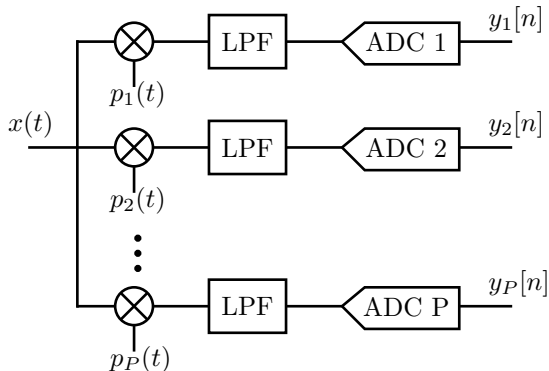 y_1[n]
LPF ADC 1
p_1(t)
x(t)
y_2[n]
LPF ADC 2
p_2(t)
y_P[n]
LPF ADC P
p_P(t)